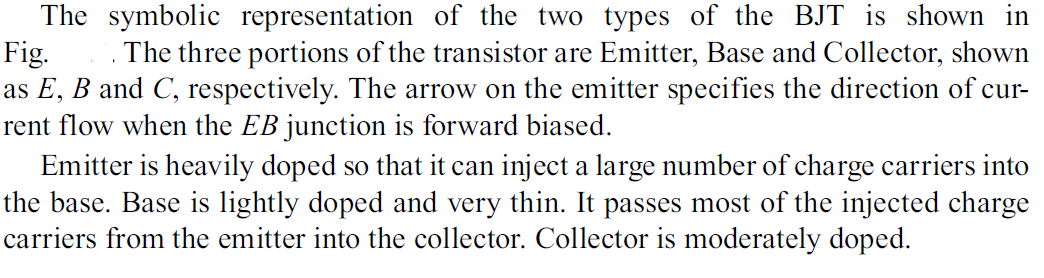 The symbolic representation of the two types of the BJT is shown in
Fig. . The three portions of the transistor are Emitter, Base and Collector, shown
as E, B and C, respectively. The arrow on the emitter specifies the direction of cur-
rent flow when the EB junction is forward biased.
Emitter is heavily doped so that it can inject a large number of charge carriers into
the base. Base is lightly doped and very thin. It passes most of the injected charge
carriers from the emitter into the collector. Collector is moderately doped.